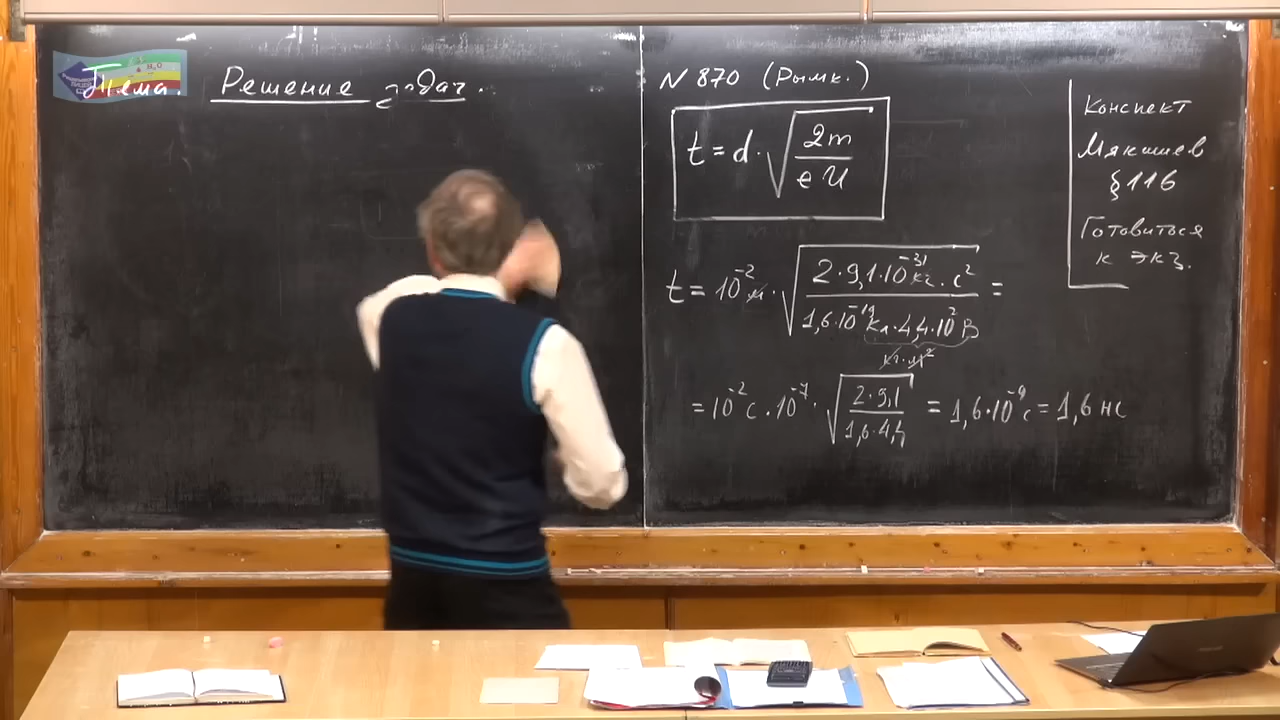 Тема. Решение задач.
N 870 (Рымк.)
t = d · √(2m / eU)
t = 10⁻² м · √(2 · 9,1 · 10⁻³¹ кг · с² / 1,6 · 10⁻¹⁹ Кл · 4,4 · 10² В) =
кг · м²
= 10⁻² с · 10⁻⁷ · √(2 · 9,1 / 1,6 · 4,4) = 1,6 · 10⁻⁹ с = 1,6 нс
Конспект
Мякишев
§116
Готовиться
к экз.